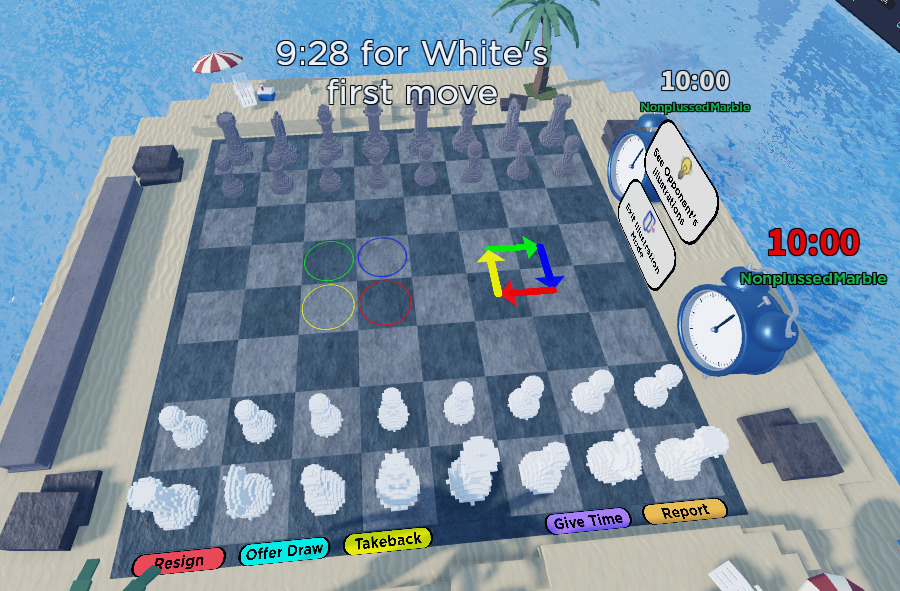 9:28 for White's
first move
10:00
NonplussedMarble
See Opponent's
Illustrations
Exit Illustration
Mode
10:00
NonplussedMarble
Resign
Offer Draw
Takeback
Give Time
Report